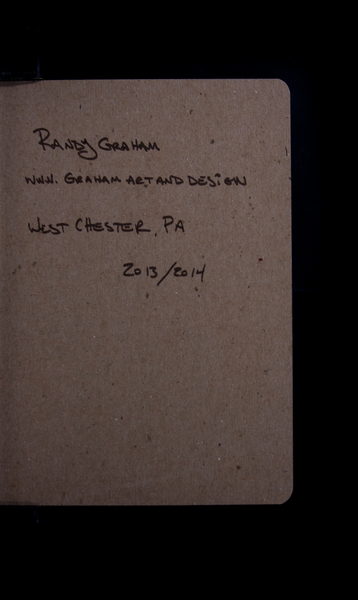 Randy Graham
www. Graham art and design
West Chester, PA
2013/2014